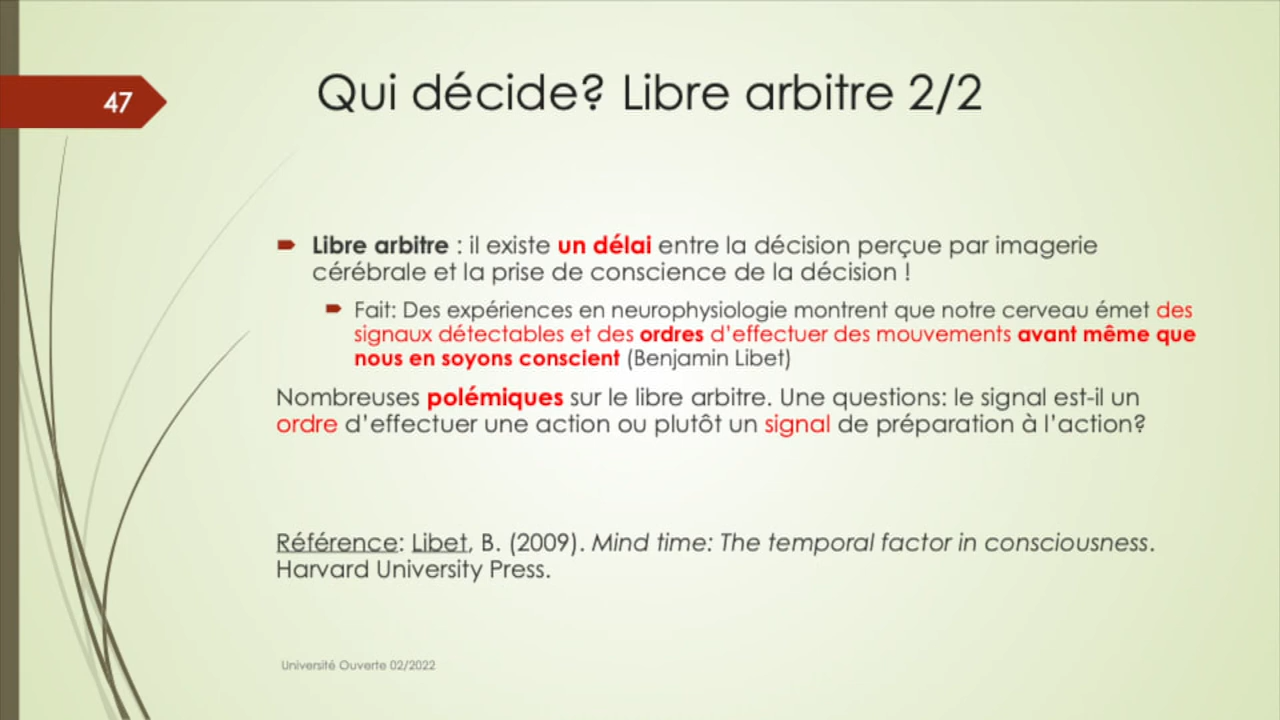 47
Qui décide? Libre arbitre 2/2
Libre arbitre : il existe un délai entre la décision perçue par imagerie
cérébrale et la prise de conscience de la décision !
Fait: Des expériences en neurophysiologie montrent que notre cerveau émet des
signaux détectables et des ordres d'effectuer des mouvements avant même que
nous en soyons conscient (Benjamin Libet)
Nombreuses polémiques sur le libre arbitre. Une questions: le signal est-il un
ordre d'effectuer une action ou plutôt un signal de préparation à l'action?
Référence: Libet, B. (2009). Mind time: The temporal factor in consciousness.
Harvard University Press.
Université Ouverte 02/2022